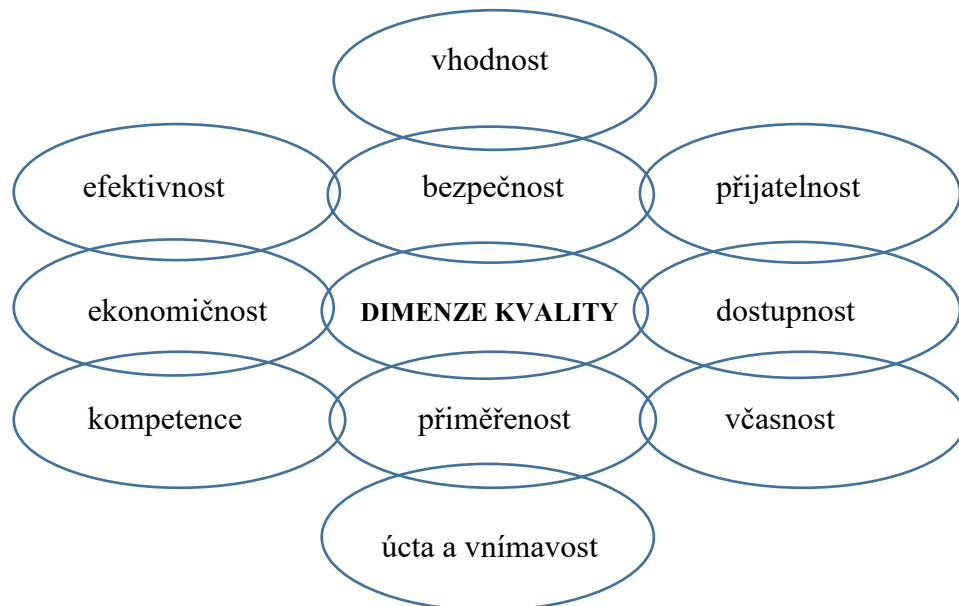 vhodnost
efektivnost
bezpečnost
přijatelnost
ekonomičnost
DIMENZE KVALITY
dostupnost
kompetence
přiměřenost
včasnost
úcta a vnímavost